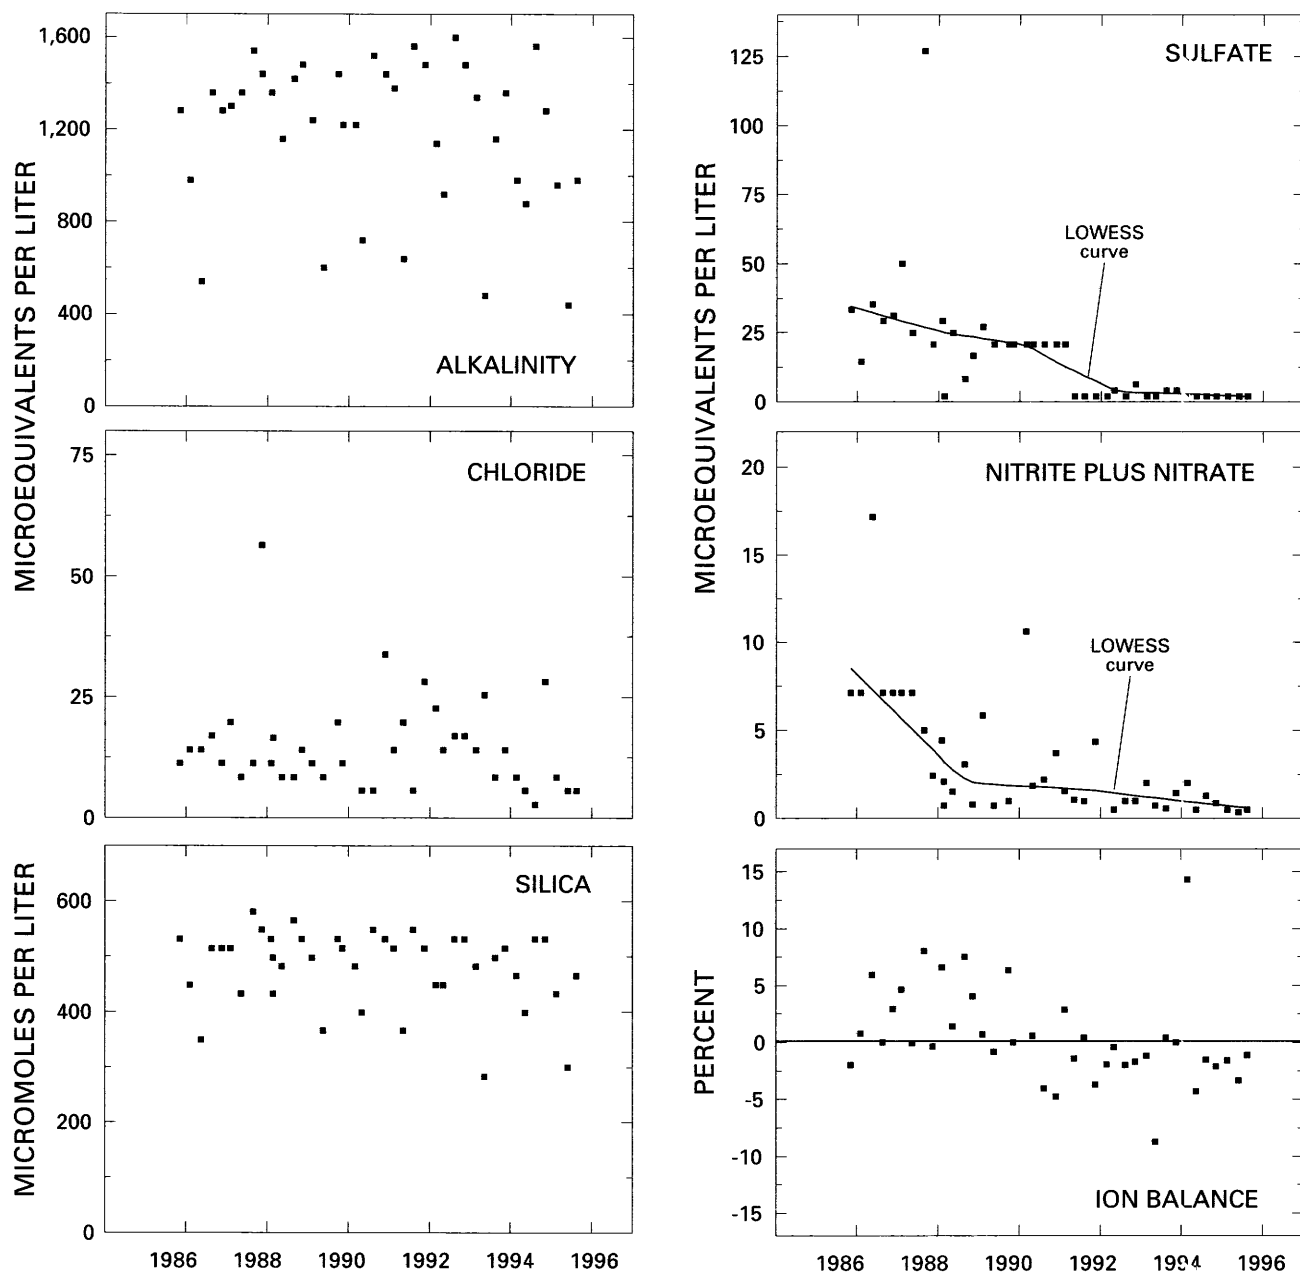 MICROEQUIVALENTS PER LITER
1,600
1,200
800
400
0
ALKALINITY
75
50
25
0
CHLORIDE
MICROMOLES PER LITER
600
400
200
0
SILICA
1986 1988 1990 1992 1994 1996
MICROEQUIVALENTS PER LITER
125
100
75
50
25
0
SULFATE
LOWESS
curve
20
15
10
5
0
NITRITE PLUS NITRATE
LOWESS
curve
PERCENT
15
10
5
0
-5
-10
-15
ION BALANCE
1986 1988 1990 1992 1994 1996